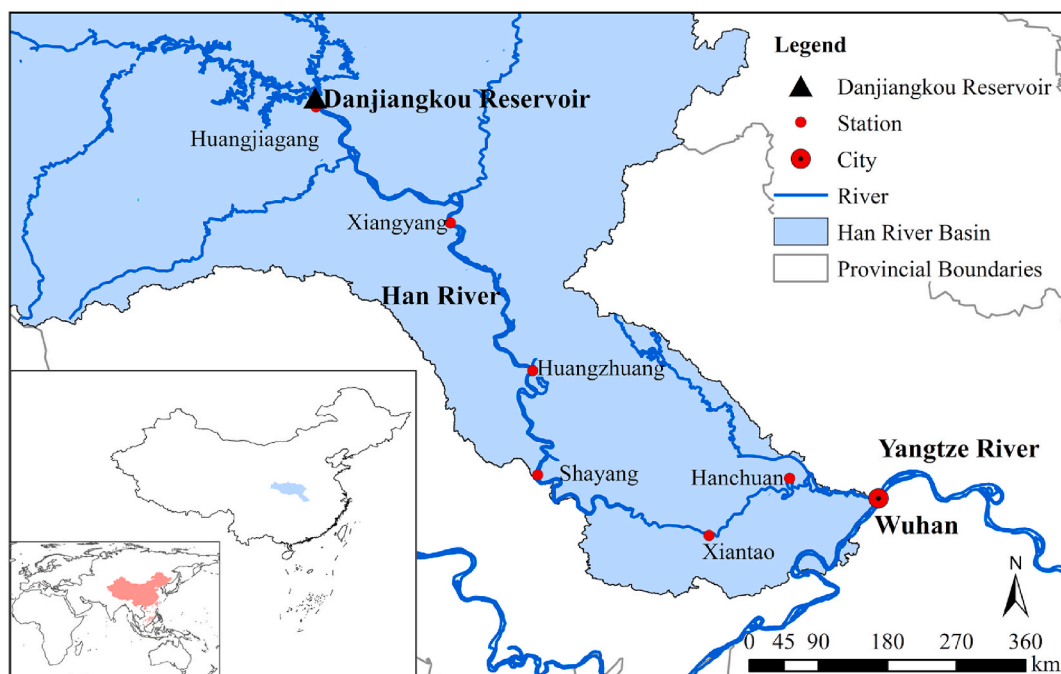 Legend
Danjiangkou Reservoir
Station
City
River
Han River Basin
Provincial Boundaries
Danjiangkou Reservoir
Huangjiagang
Xiangyang
Han River
Huangzhuang
Shayang
Hanchuan
Yangtze River
Wuhan
Xiantao
N
0 45 90 180 270 360
km